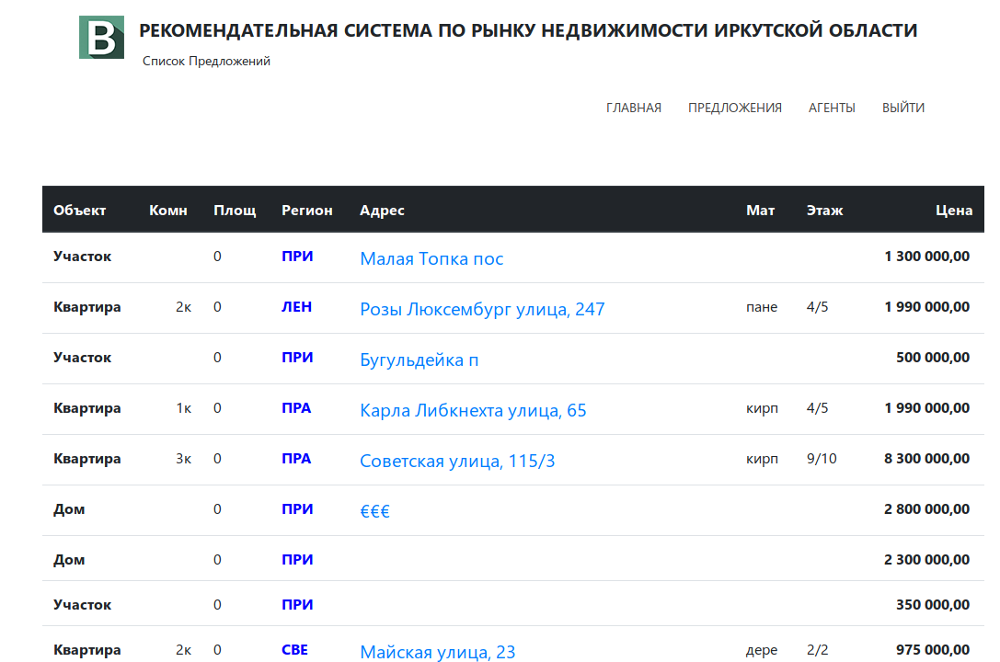 B
РЕКОМЕНДАТЕЛЬНАЯ СИСТЕМА ПО РЫНКУ НЕДВИЖИМОСТИ ИРКУТСКОЙ ОБЛАСТИ
Список Предложений
ГЛАВНАЯ ПРЕДЛОЖЕНИЯ АГЕНТЫ ВЫЙТИ
Объект Комн Площ Регион Адрес Мат Этаж Цена
Участок 0 ПРИ Малая Топка пос 1 300 000,00
Квартира 2к 0 ЛЕН Розы Люксембург улица, 247 пане 4/5 1 990 000,00
Участок 0 ПРИ Бугульдейка п 500 000,00
Квартира 1к 0 ПРА Карла Либкнехта улица, 65 кирп 4/5 1 990 000,00
Квартира 3к 0 ПРА Советская улица, 115/3 кирп 9/10 8 300 000,00
Дом 0 ПРИ €€€ 2 800 000,00
Дом 0 ПРИ 2 300 000,00
Участок 0 ПРИ 350 000,00
Квартира 2к 0 СВЕ Майская улица, 23 дере 2/2 975 000,00